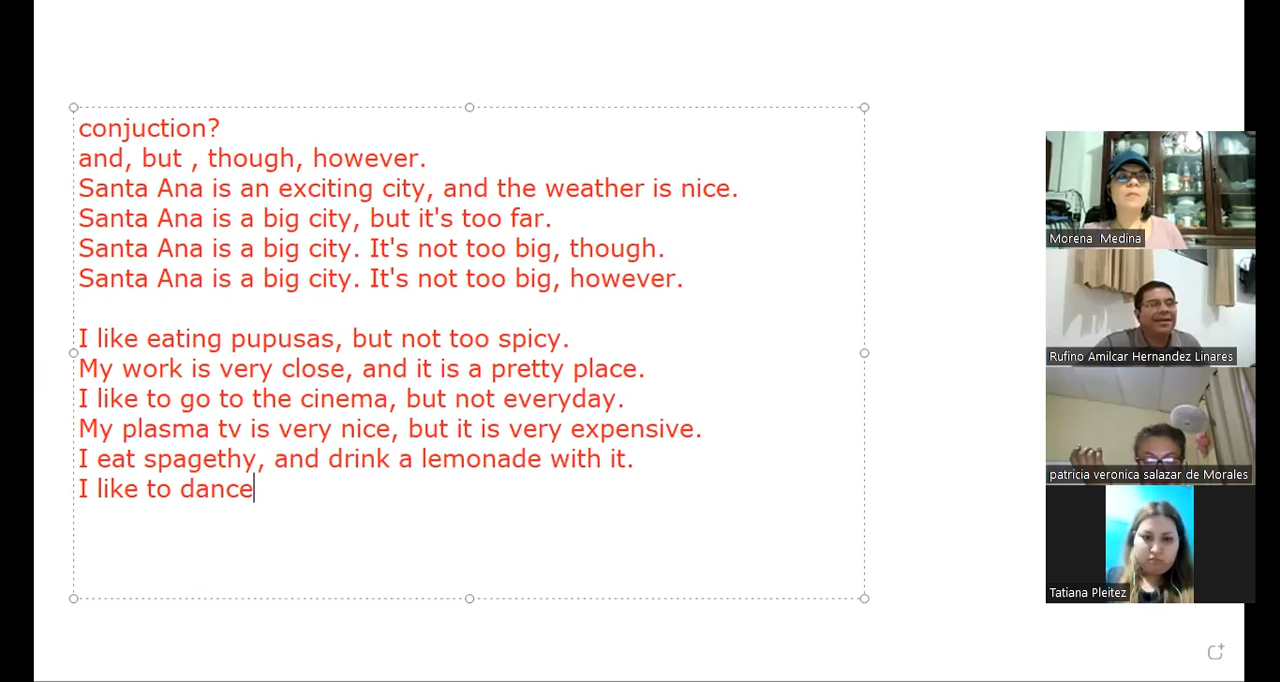 conjuction?
and, but , though, however.
Santa Ana is an exciting city, and the weather is nice.
Santa Ana is a big city, but it's too far.
Santa Ana is a big city. It's not too big, though.
Santa Ana is a big city. It's not too big, however.
I like eating pupusas, but not too spicy.
My work is very close, and it is a pretty place.
I like to go to the cinema, but not everyday.
My plasma tv is very nice, but it is very expensive.
I eat spagethy, and drink a lemonade with it.
I like to dance
Morena Medina
Rufino Amilcar Hernandez Linares
patricia veronica salazar de Morales
Tatiana Pleitez